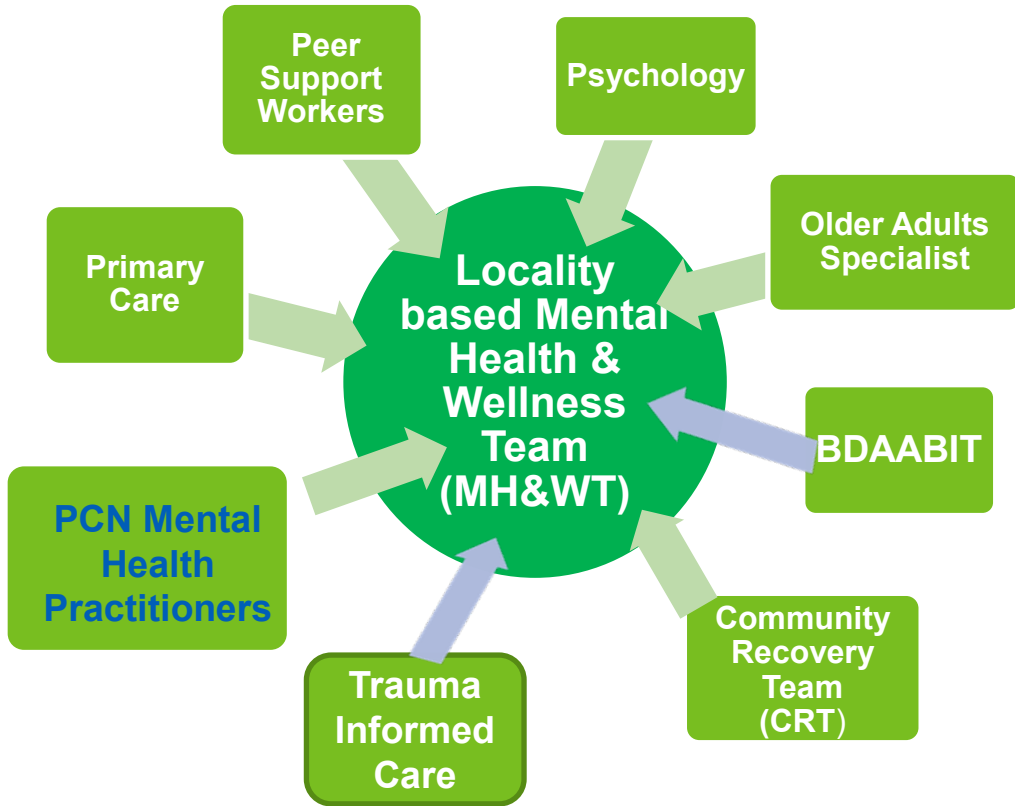 Peer
Support
Workers
Psychology
Older Adults
Specialist
Primary
Care
Locality
based Mental
Health &
Wellness
Team
(MH&WT)
BDAABIT
PCN Mental
Health
Practitioners
Community
Recovery
Team
(CRT)
Trauma
Informed
Care